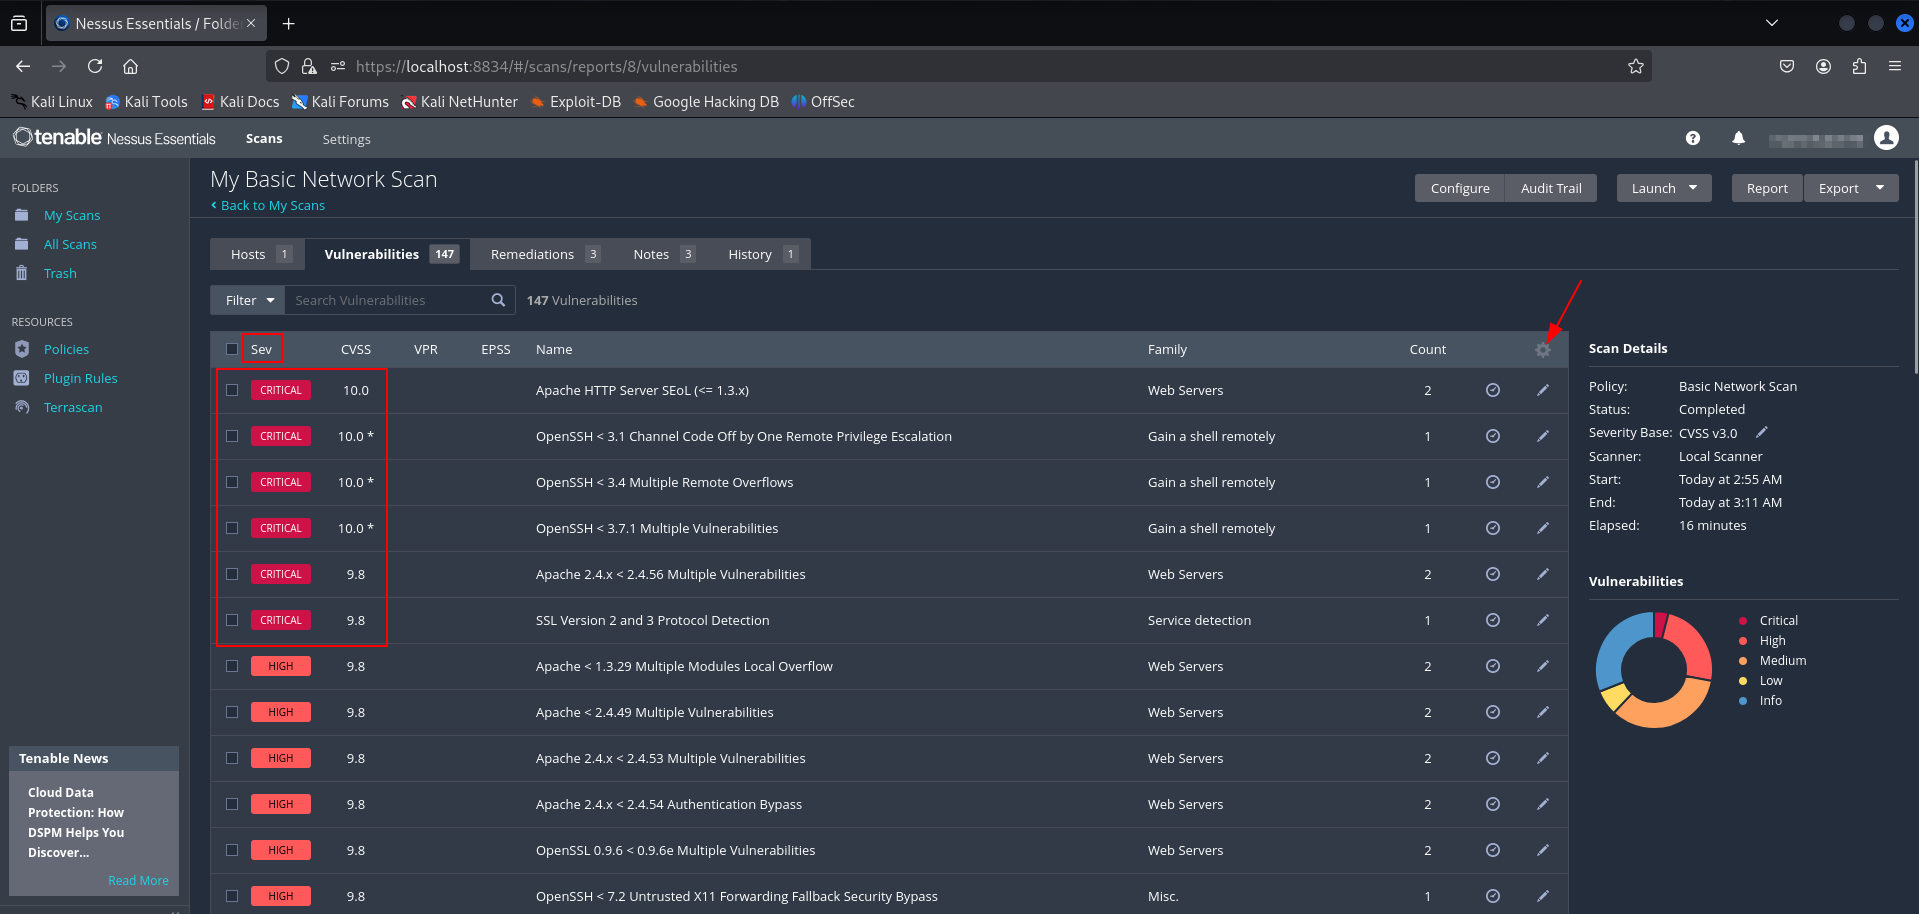 Nessus Essentials / Folde
https://localhost:8834/#/scans/reports/8/vulnerabilities
Kali Linux Kali Tools Kali Docs Kali Forums Kali NetHunter Exploit-DB Google Hacking DB OffSec
tenable Nessus Essentials Scans Settings
FOLDERS
My Scans
All Scans
Trash
RESOURCES
Policies
Plugin Rules
Terrascan
Tenable News
Cloud Data
Protection: How
DSPM Helps You
Discover...
Read More
My Basic Network Scan
Back to My Scans
Configure Audit Trail Launch Report Export
Hosts 1 Vulnerabilities 147 Remediations 3 Notes 3 History 1
Filter Search Vulnerabilities 147 Vulnerabilities
Sev CVSS VPR EPSS Name Family Count
CRITICAL 10.0 Apache HTTP Server SEoL (<= 1.3.x) Web Servers 2
CRITICAL 10.0 * OpenSSH < 3.1 Channel Code Off by One Remote Privilege Escalation Gain a shell remotely 1
CRITICAL 10.0 * OpenSSH < 3.4 Multiple Remote Overflows Gain a shell remotely 1
CRITICAL 10.0 * OpenSSH < 3.7.1 Multiple Vulnerabilities Gain a shell remotely 1
CRITICAL 9.8 Apache 2.4.x < 2.4.56 Multiple Vulnerabilities Web Servers 2
CRITICAL 9.8 SSL Version 2 and 3 Protocol Detection Service detection 1
HIGH 9.8 Apache < 1.3.29 Multiple Modules Local Overflow Web Servers 2
HIGH 9.8 Apache < 2.4.49 Multiple Vulnerabilities Web Servers 2
HIGH 9.8 Apache 2.4.x < 2.4.53 Multiple Vulnerabilities Web Servers 2
HIGH 9.8 Apache 2.4.x < 2.4.54 Authentication Bypass Web Servers 2
HIGH 9.8 OpenSSL 0.9.6 < 0.9.6e Multiple Vulnerabilities Web Servers 2
HIGH 9.8 OpenSSH < 7.2 Untrusted X11 Forwarding Fallback Security Bypass Misc. 1
Scan Details
Policy: Basic Network Scan
Status: Completed
Severity Base: CVSS v3.0
Scanner: Local Scanner
Start: Today at 2:55 AM
End: Today at 3:11 AM
Elapsed: 16 minutes
Vulnerabilities
Critical
High
Medium
Low
Info